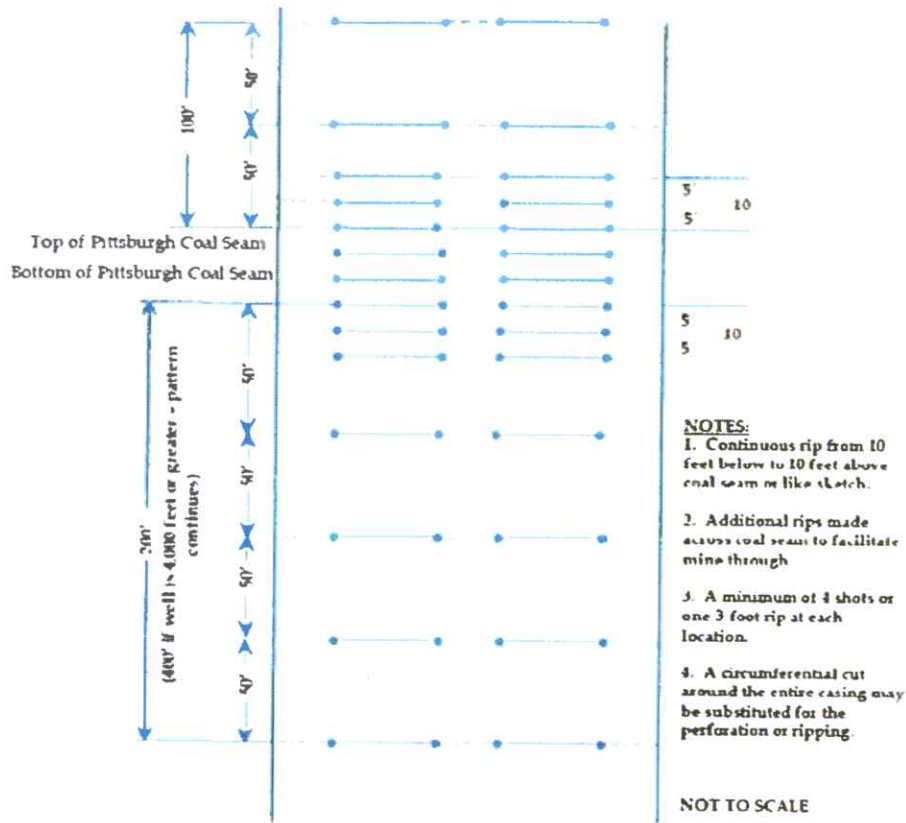 50'
100'
50'
5'
10
5'
Top of Pittsburgh Coal Seam
Bottom of Pittsburgh Coal Seam
5
10
5
50'
50'
50'
50'
200'
(400' if well is 4,000 feet or greater - pattern
continues)
NOTES:
1. Continuous rip from 10
feet below to 10 feet above
coal seam or like sketch.
2. Additional rips made
across coal seam to facilitate
mine through
3. A minimum of 4 shots or
one 3 foot rip at each
location.
4. A circumferential cut
around the entire casing may
be substituted for the
perforation or ripping.
NOT TO SCALE